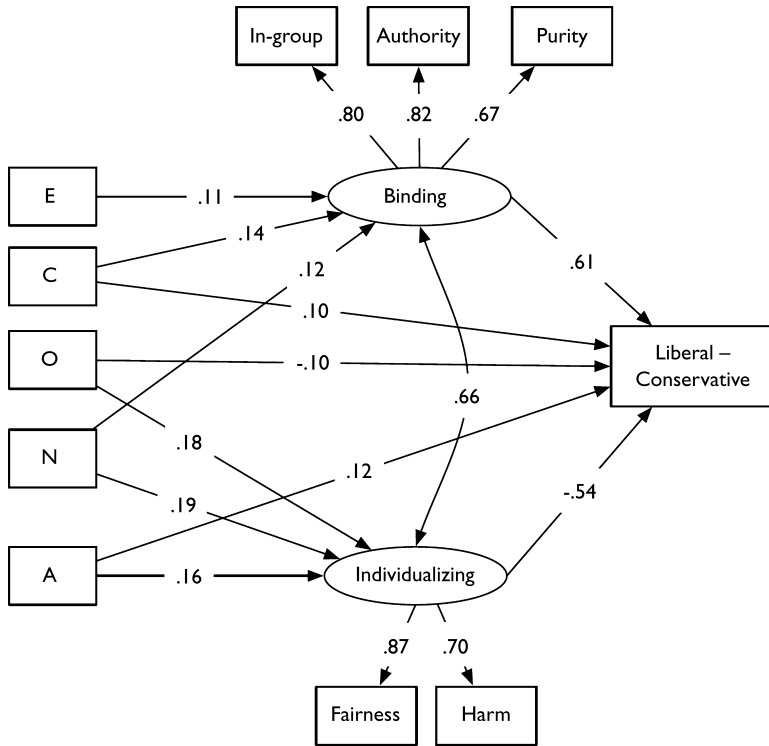 In-group
Authority
Purity
.80
.82
.67
E
.11
Binding
C
.14
.12
.61
.10
O
-.10
Liberal –
Conservative
.66
N
.18
.12
.19
-.54
A
.16
Individualizing
.87
.70
Fairness
Harm